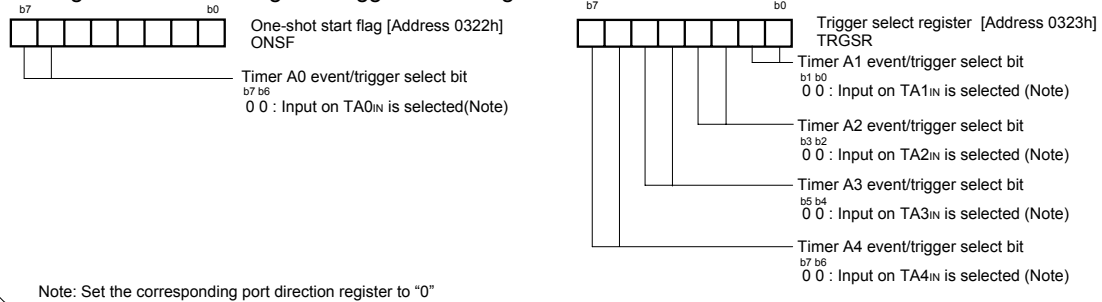 b7 b0
One-shot start flag [Address 0322h]
ONSF
Timer A0 event/trigger select bit
b7 b6
0 0 : Input on TA0IN is selected(Note)
b7 b0
Trigger select register [Address 0323h]
TRGSR
Timer A1 event/trigger select bit
b1 b0
0 0 : Input on TA1IN is selected (Note)
Timer A2 event/trigger select bit
b3 b2
0 0 : Input on TA2IN is selected (Note)
Timer A3 event/trigger select bit
b5 b4
0 0 : Input on TA3IN is selected (Note)
Timer A4 event/trigger select bit
b7 b6
0 0 : Input on TA4IN is selected (Note)
Note: Set the corresponding port direction register to “0”